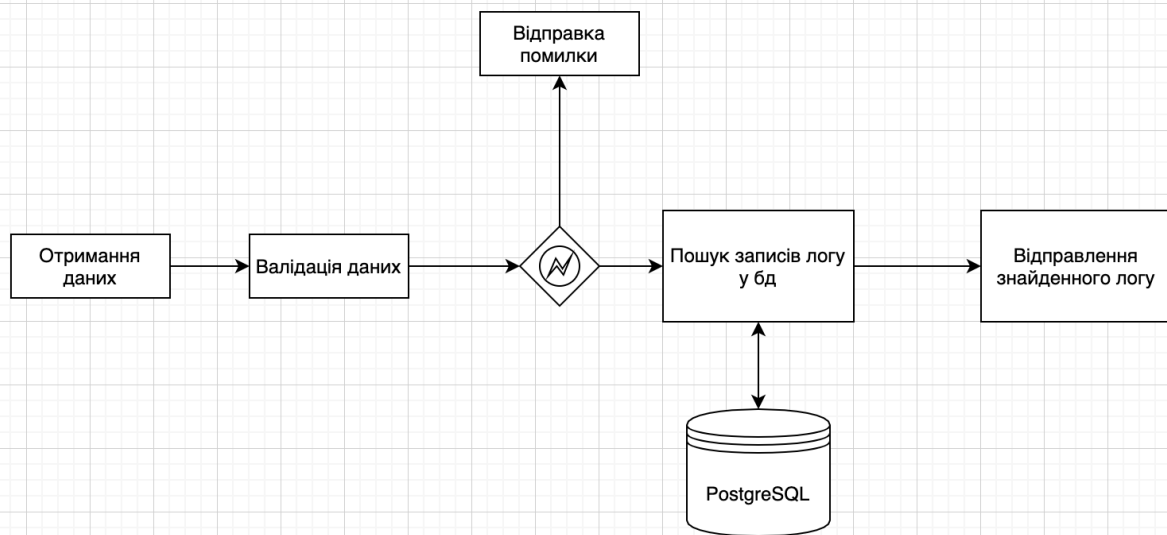 Відправка
помилки
Отримання
даних
Валідація даних
Пошук записів логу
у бд
Відправлення
знайденного логу
PostgreSQL